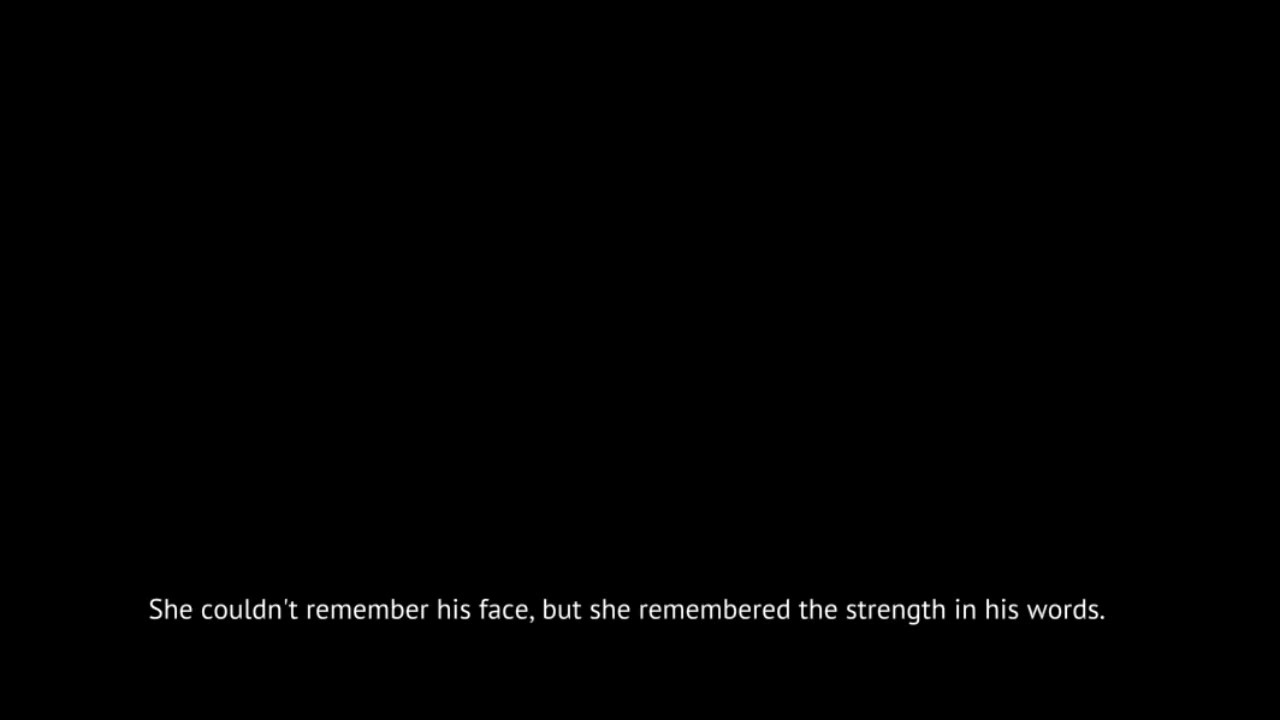 She couldn't remember his face, but she remembered the strength in his words.